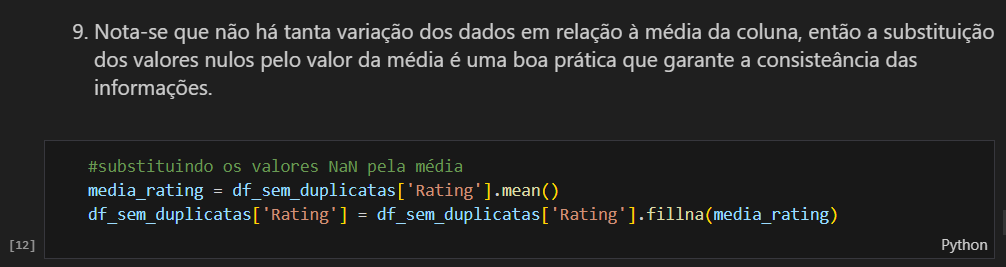 9. Nota-se que não há tanta variação dos dados em relação à média da coluna, então a substituição
dos valores nulos pelo valor da média é uma boa prática que garante a consisteância das
informações.
#substituindo os valores NaN pela média
media_rating = df_sem_duplicatas['Rating'].mean()
df_sem_duplicatas['Rating'] = df_sem_duplicatas['Rating'].fillna(media_rating)
[12]
Python